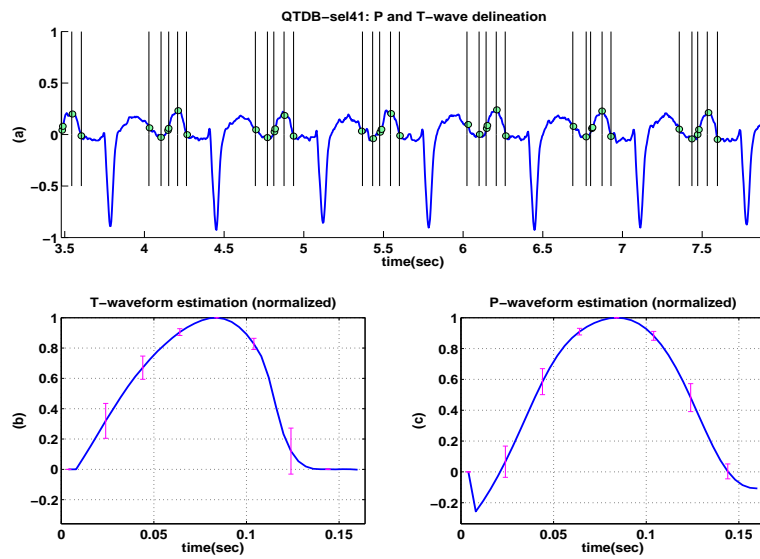 QTDB−sel41: P and T−wave delineation
1
0.5
0
−0.5
−1
(a)
3.5 4 4.5 5 5.5 6 6.5 7 7.5
time(sec)
T−waveform estimation (normalized)
1
0.8
0.6
0.4
0.2
0
−0.2
(b)
0 0.05 0.1 0.15
time(sec)
P−waveform estimation (normalized)
1
0.8
0.6
0.4
0.2
0
−0.2
(c)
0 0.05 0.1 0.15
time(sec)